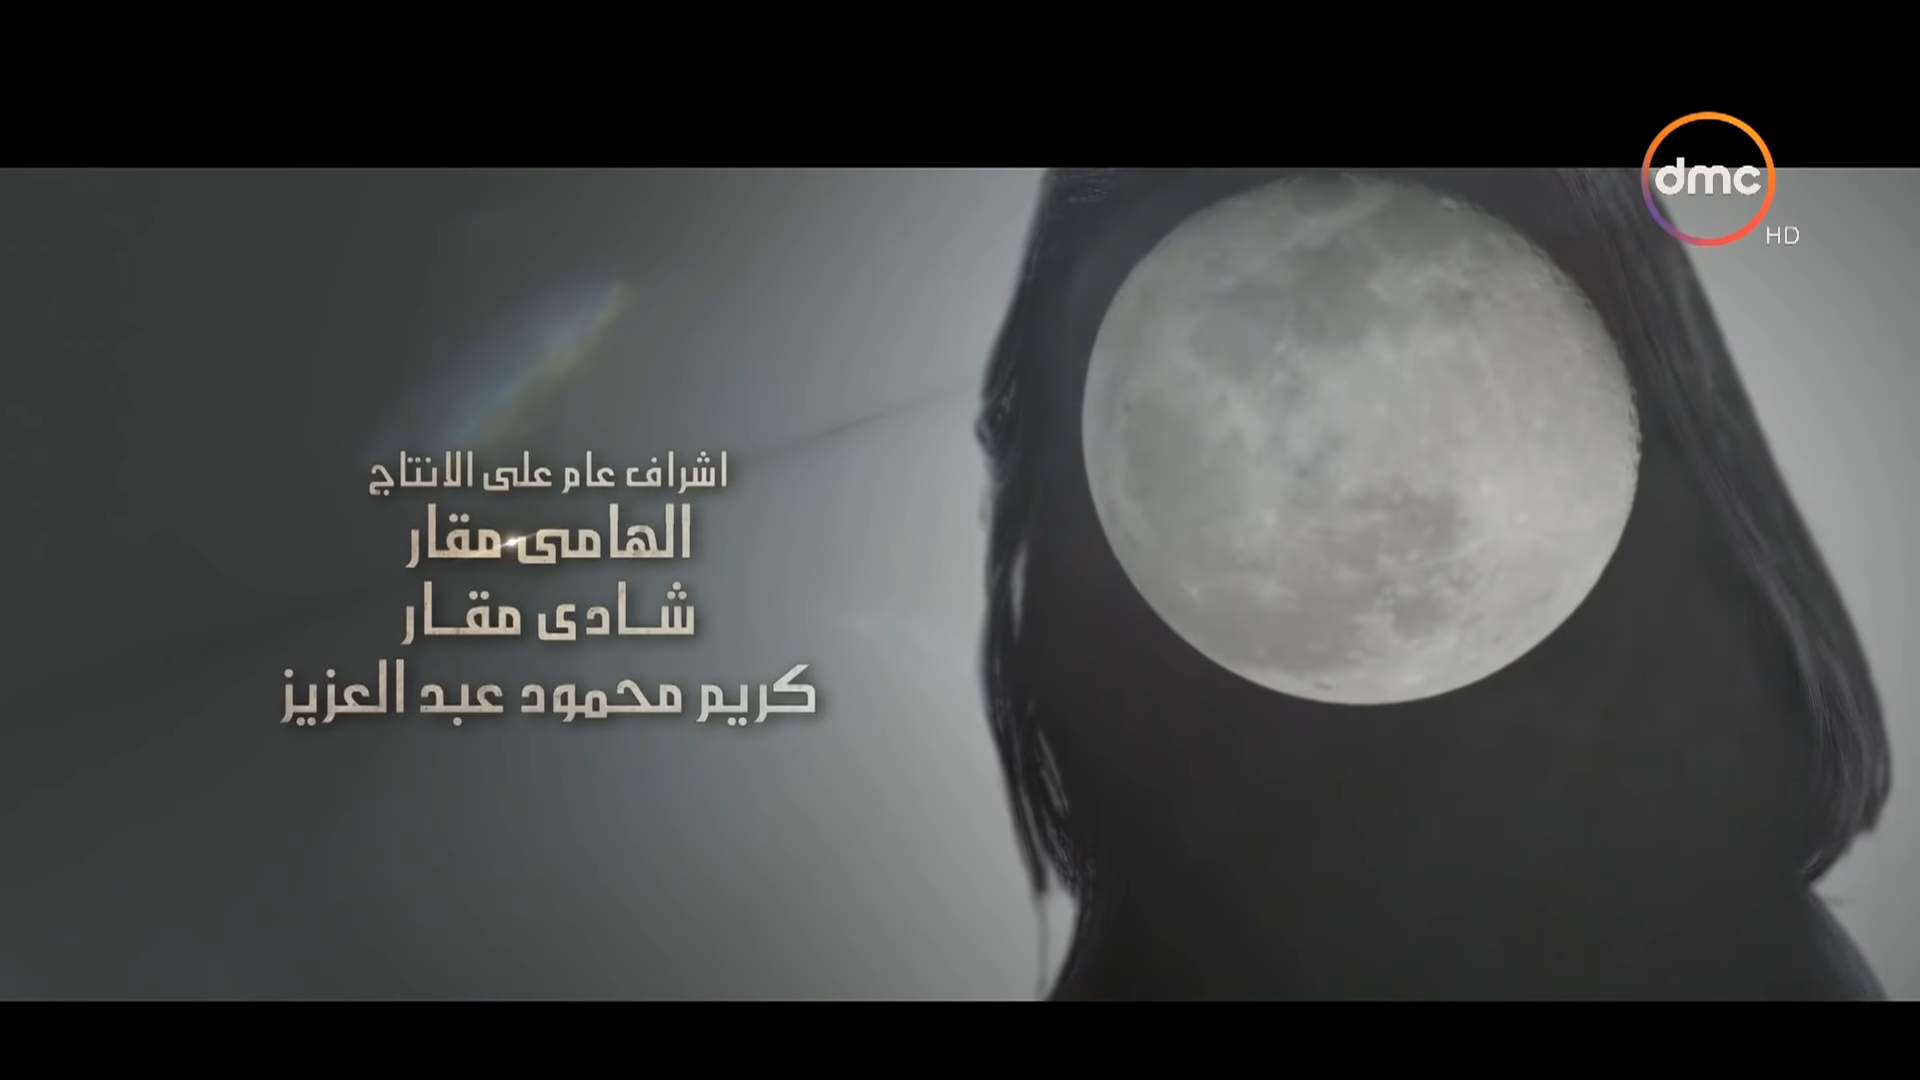 dmc
HD
اشراف عام على الانتاج
الهامى مقار
شادى مقار
كريم محمود عبد العزيز